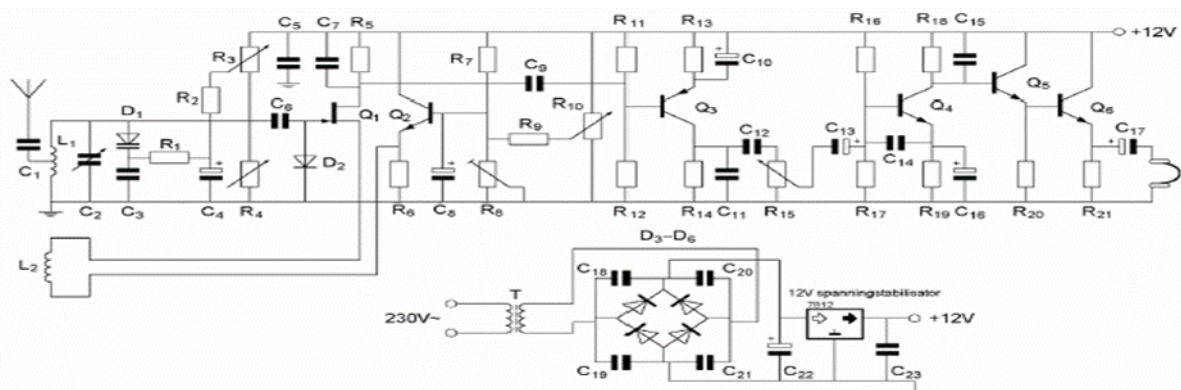 C5 C7 R5 R11 R13 R16 R18 C15
+12V
R3 R7 C9 + C10
R2 R10 Q5
D1 C6 Q1 Q2 Q3 Q4 Q6
L1 R1 R9 C12 C13 + + C17
C1 D2 + + C14 +
C2 C3 C4 R4 R6 C8 R8 R12 R14 C11 R15 R17 R19 C16 R20 R21
D3-D6
L2 C18 C20
T 12V spanningstabilisator
7812
230V~ +12V
+
C19 C21 C22 C23